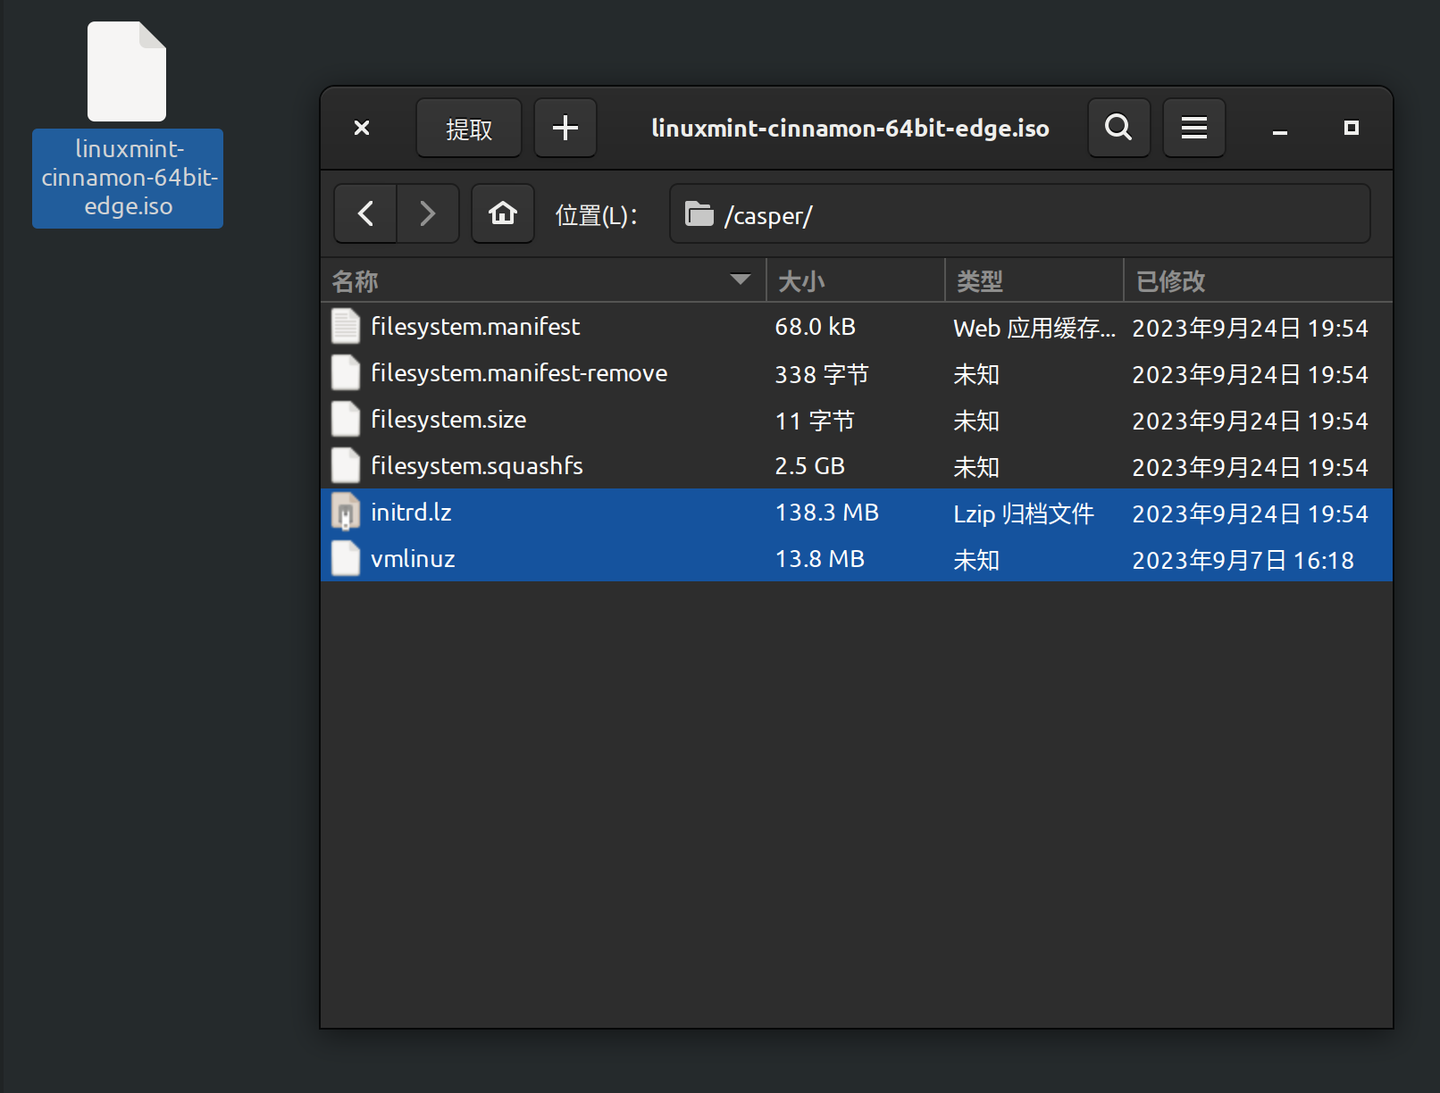 linuxmint-
cinnamon-64bit-
edge.iso
提取
linuxmint-cinnamon-64bit-edge.iso
位置(L)：
/casper/
名称 大小 类型 已修改
filesystem.manifest 68.0 kB Web 应用缓存... 2023年9月24日 19:54
filesystem.manifest-remove 338 字节 未知 2023年9月24日 19:54
filesystem.size 11 字节 未知 2023年9月24日 19:54
filesystem.squashfs 2.5 GB 未知 2023年9月24日 19:54
initrd.lz 138.3 MB Lzip 归档文件 2023年9月24日 19:54
vmlinuz 13.8 MB 未知 2023年9月7日 16:18